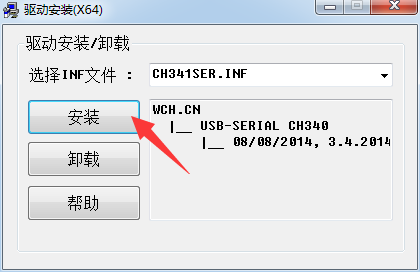 驱动安装(X64)
驱动安装/卸载
选择INF文件 :
CH341SER.INF
安装
WCH.CN
|__ USB-SERIAL CH340
|__ 08/08/2014, 3.4.2014
卸载
帮助